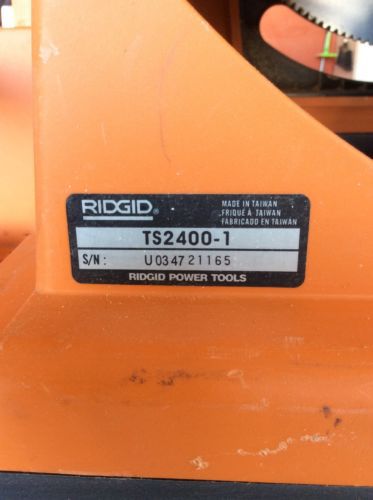 RIDGID®
MADE IN TAIWAN
FRIQUÉ À TAIWAN
FABRICADO EN TAIWAN
TS2400-1
S/N: U034721165
RIDGID POWER TOOLS